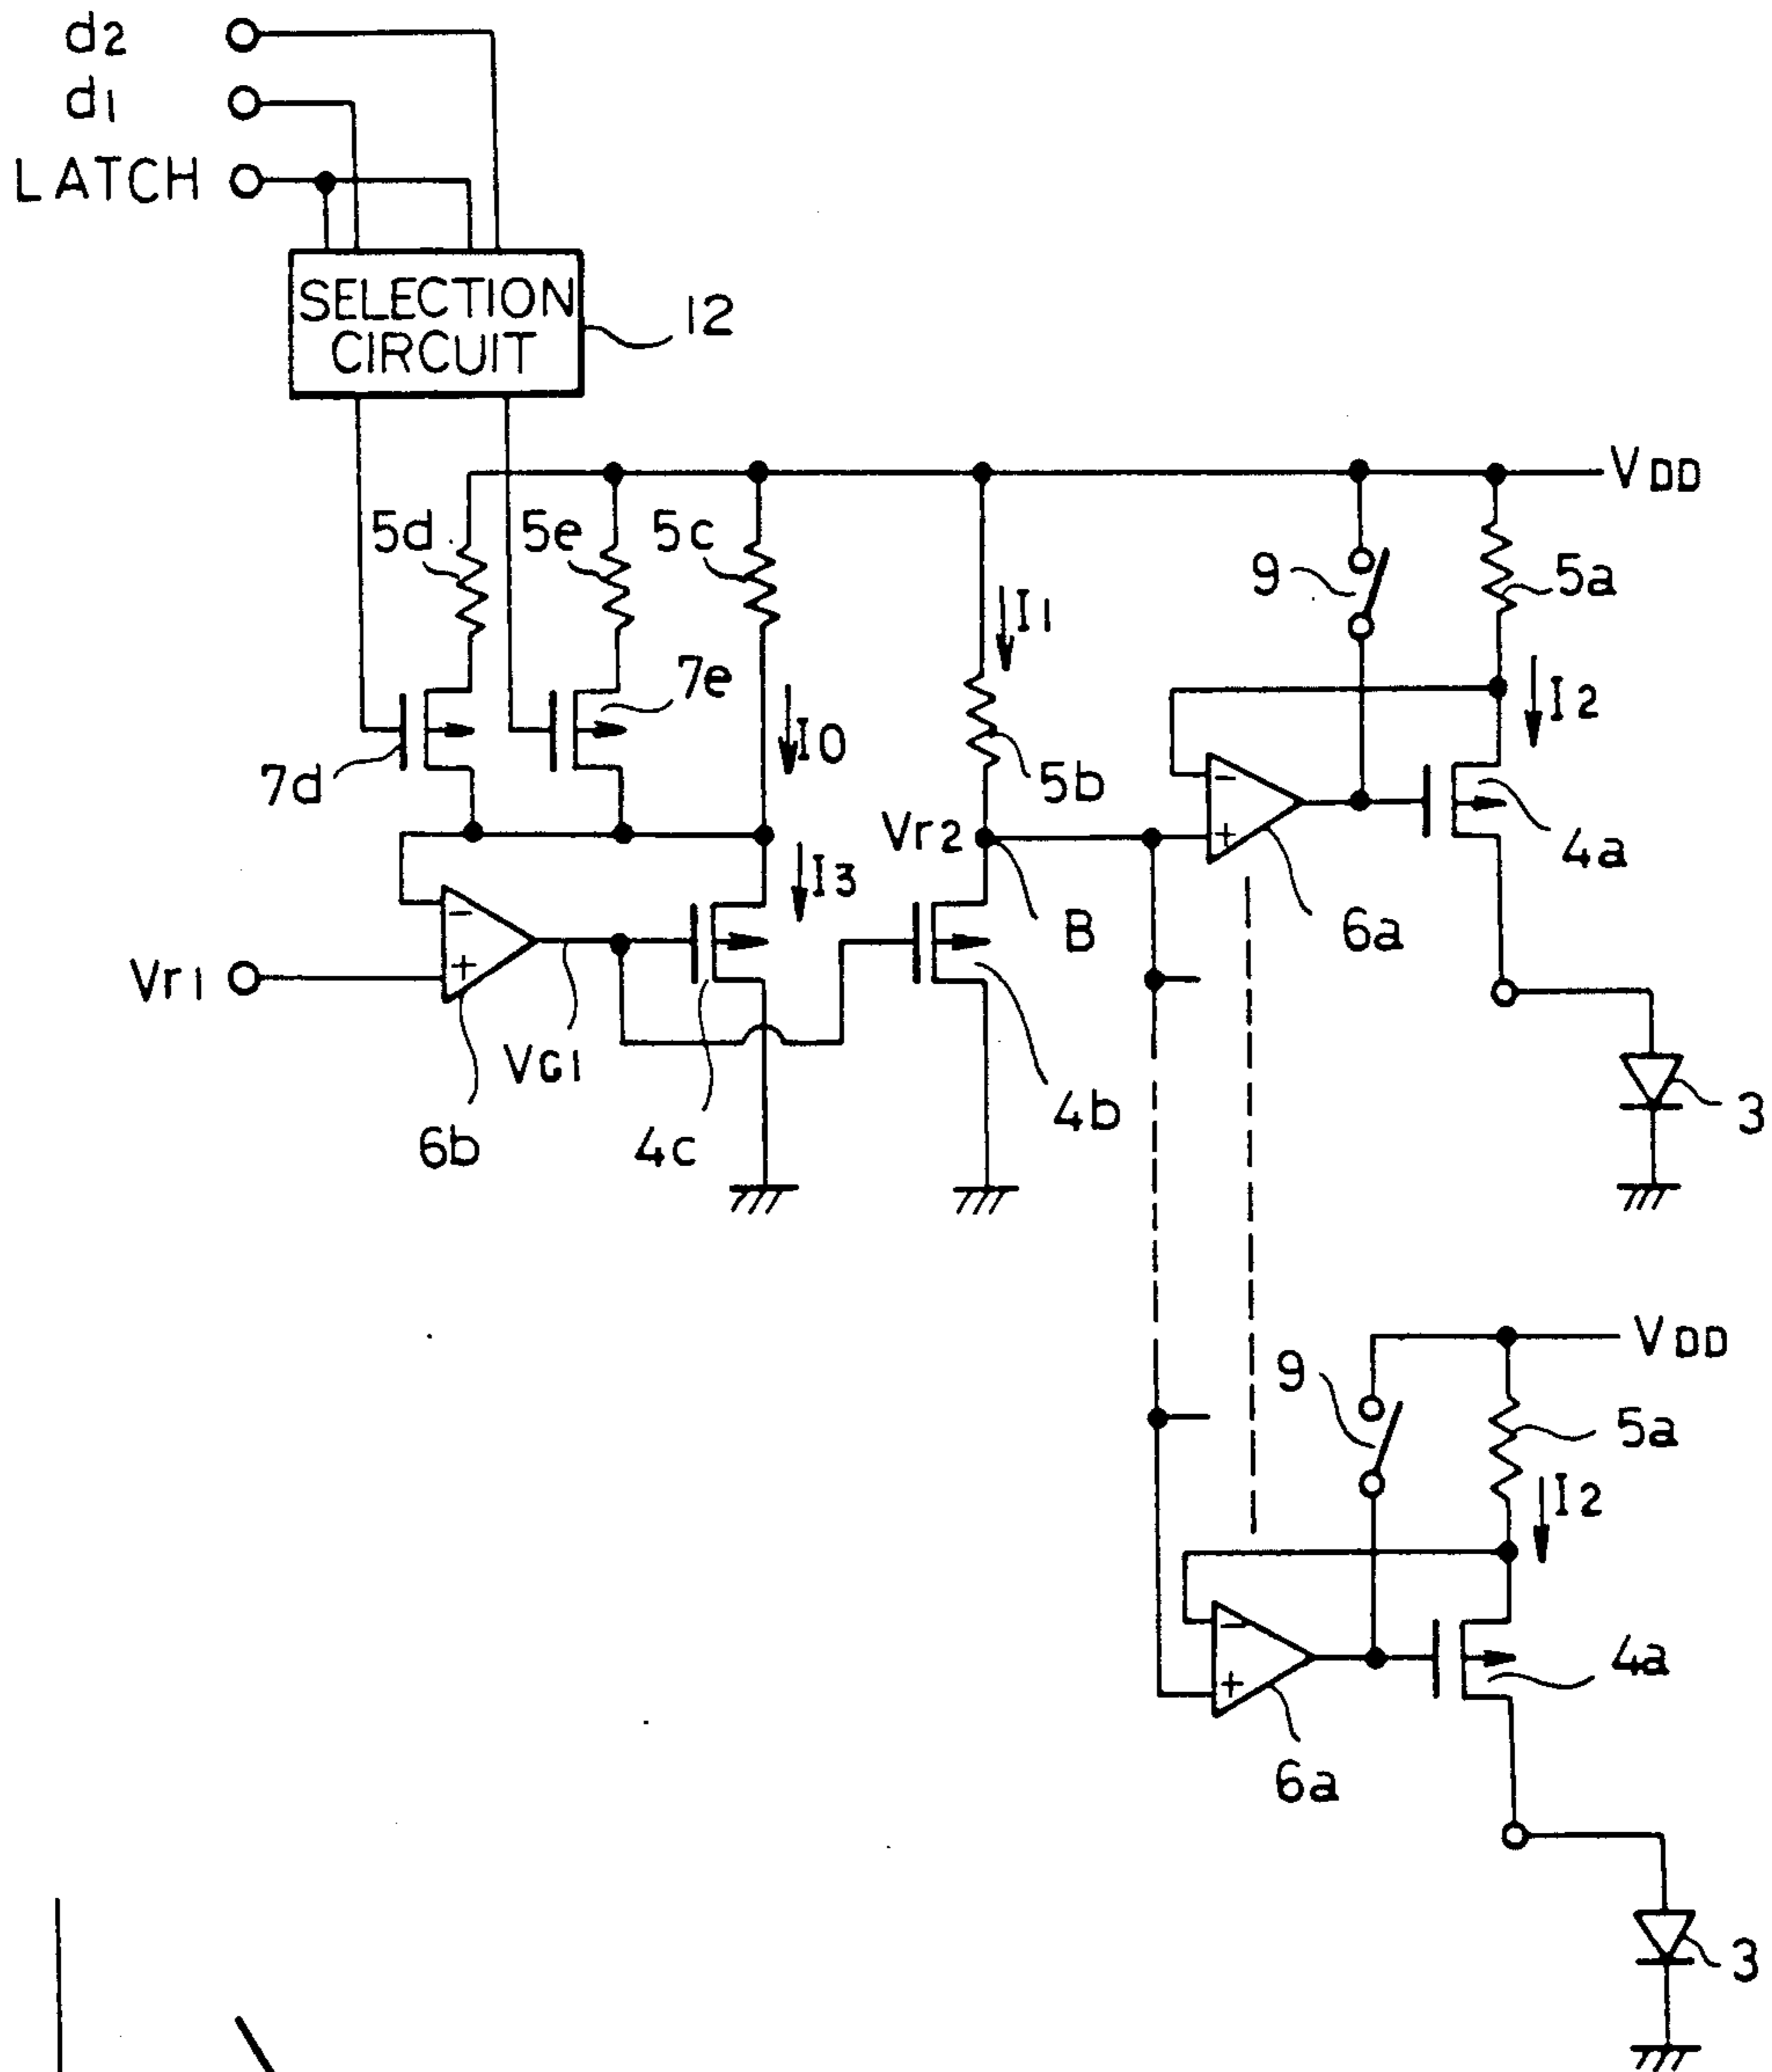 d2
d1
LATCH
SELECTION
CIRCUIT
12
VDD
5d
5e
5c
9
5a
I1
7e
I0
I2
7d
5b
Vr2
4a
I3
B
6a
Vr1
VG1
4b
3
6b
4c
VDD
9
5a
I2
4a
6a
3